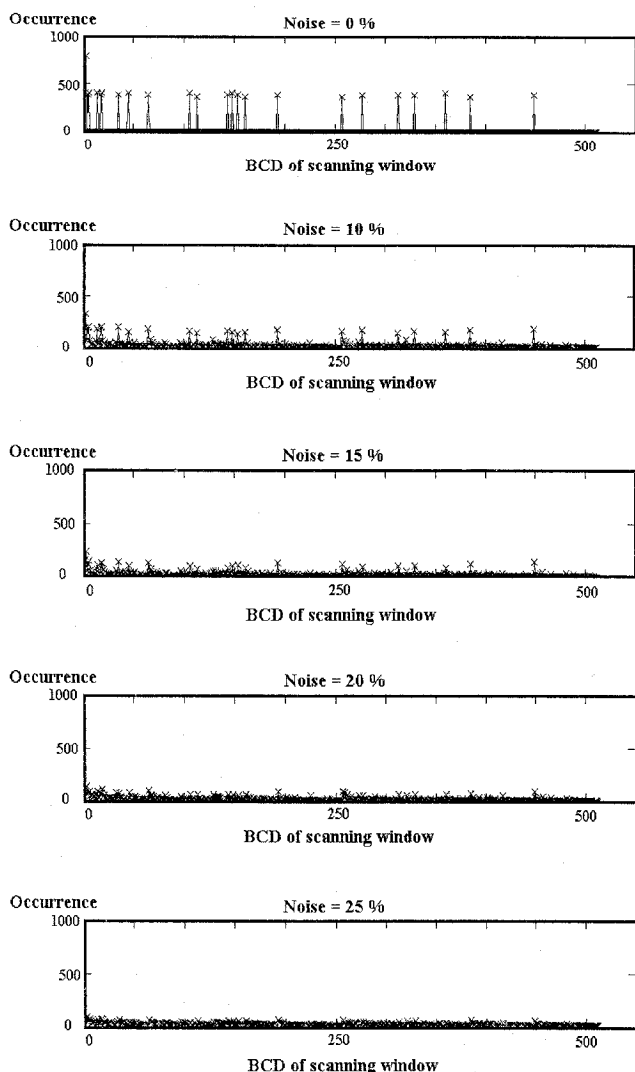 Occurrence
Noise = 0 %
1000
500
0
0 250 500
BCD of scanning window
Occurrence
Noise = 10 %
1000
500
0
0 250 500
BCD of scanning window
Occurrence
Noise = 15 %
1000
500
0
0 250 500
BCD of scanning window
Occurrence
Noise = 20 %
1000
500
0
0 250 500
BCD of scanning window
Occurrence
Noise = 25 %
1000
500
0
0 250 500
BCD of scanning window